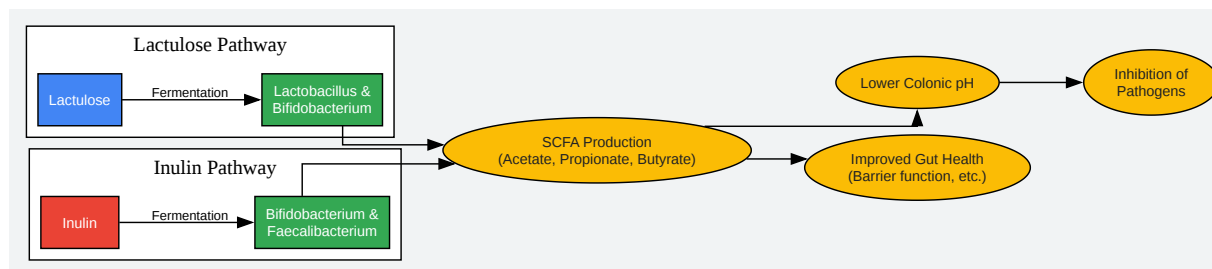 Lactulose Pathway
Lactulose
Fermentation
Lactobacillus &
Bifidobacterium
Inulin Pathway
Inulin
Fermentation
Bifidobacterium &
Faecalibacterium
SCFA Production
(Acetate, Propionate, Butyrate)
Lower Colonic pH
Improved Gut Health
(Barrier function, etc.)
Inhibition of
Pathogens